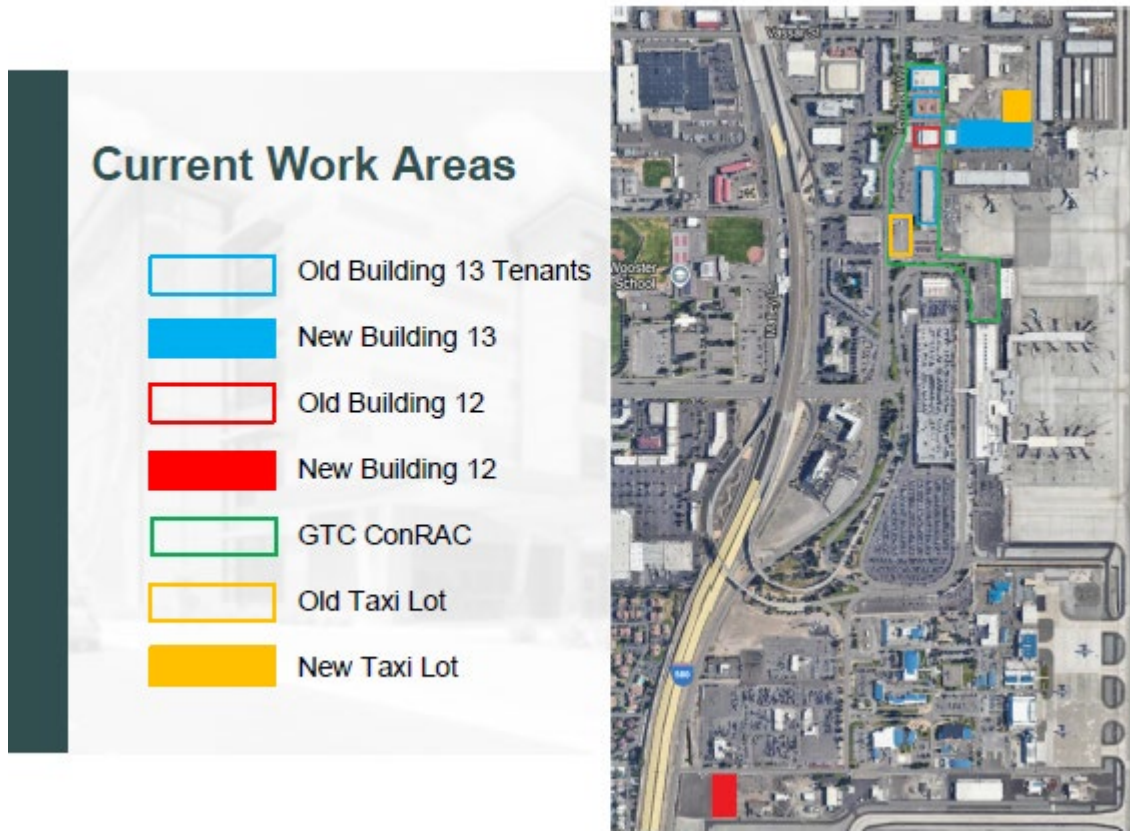 Current Work Areas
Old Building 13 Tenants
New Building 13
Old Building 12
New Building 12
GTC ConRAC
Old Taxi Lot
New Taxi Lot
Vassar St
Wooster
School
580